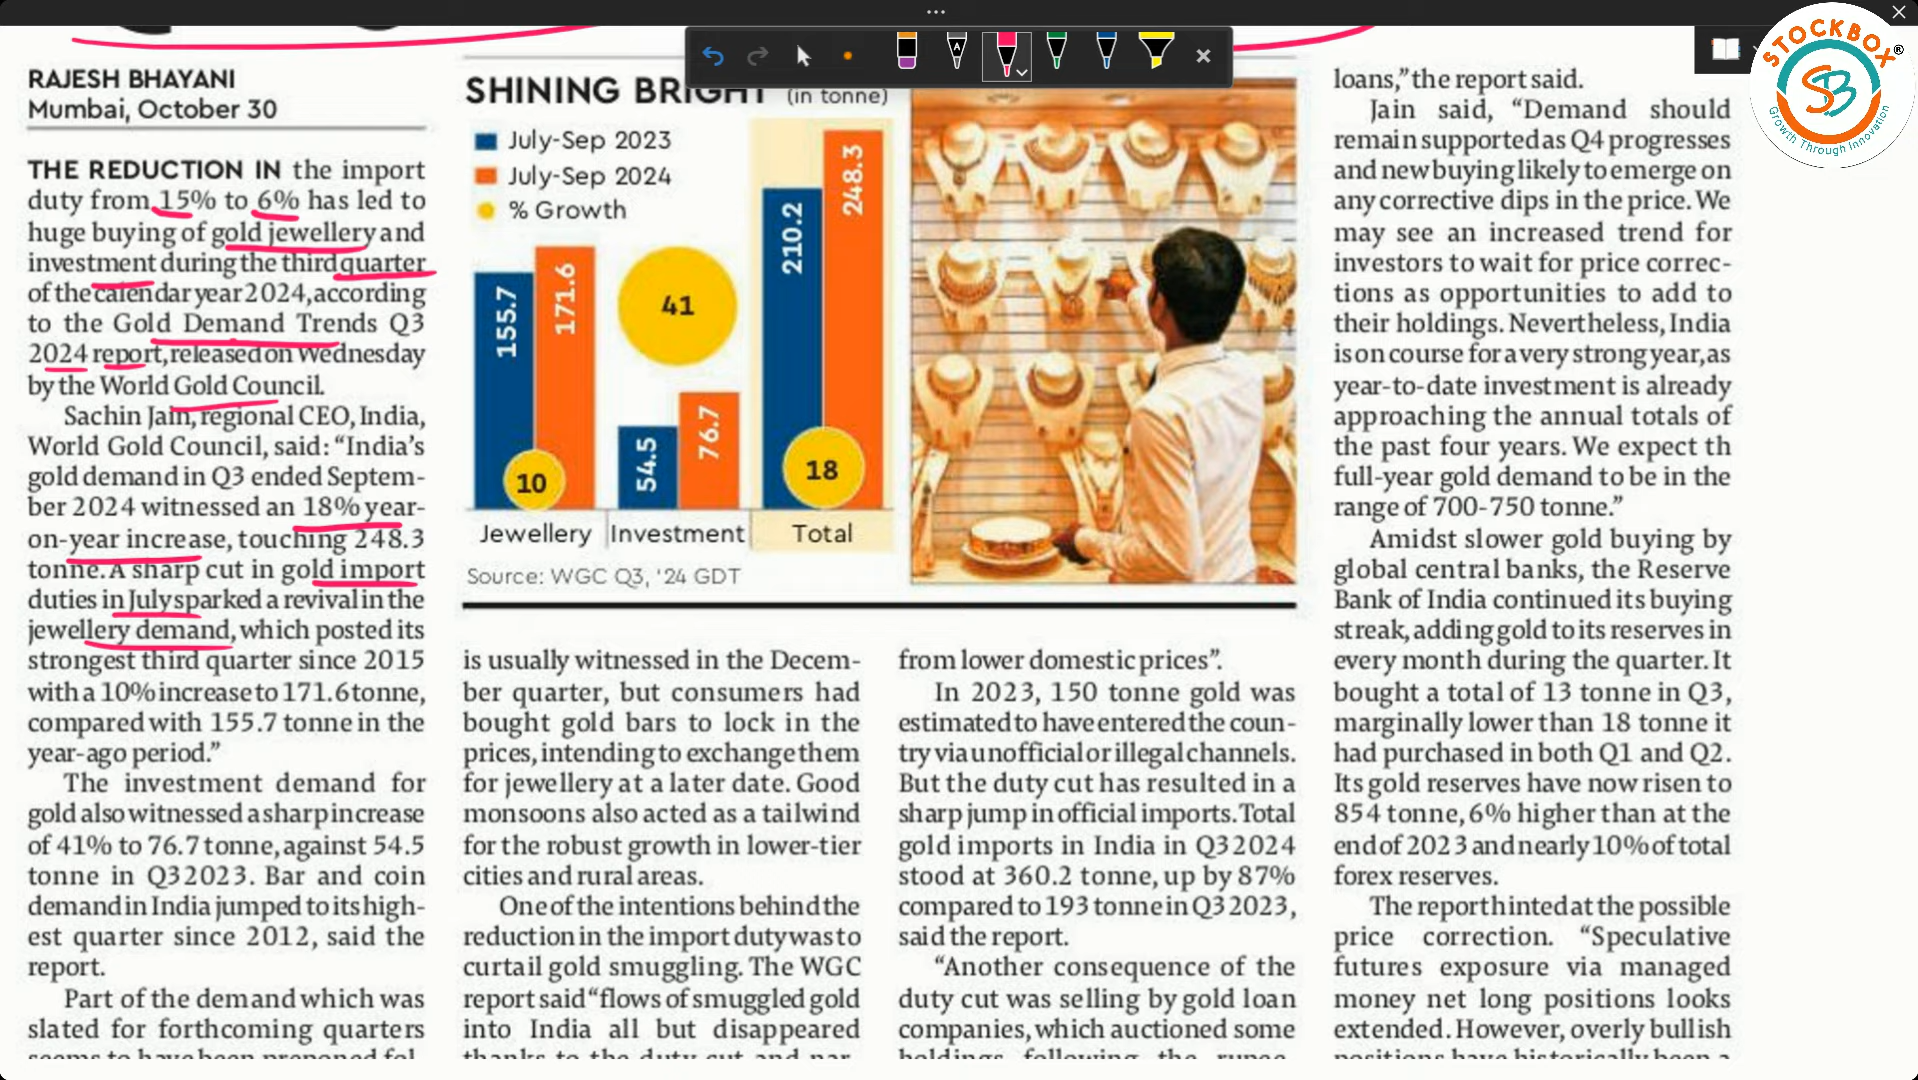 RAJESH BHAYANI
Mumbai, October 30
THE REDUCTION IN the import
duty from 15% to 6% has led to
huge buying of gold jewellery and
investment during the third quarter
of the calendar year 2024, according
to the Gold Demand Trends Q3
2024 report, released on Wednesday
by the World Gold Council.
Sachin Jain, regional CEO, India,
World Gold Council, said: “India’s
gold demand in Q3 ended Septem-
ber 2024 witnessed an 18% year-
on-year increase, touching 248.3
tonne. A sharp cut in gold import
duties in July sparked a revival in the
jewellery demand, which posted its
strongest third quarter since 2015
with a 10% increase to 171.6 tonne,
compared with 155.7 tonne in the
year-ago period.”
The investment demand for
gold also witnessed a sharp increase
of 41% to 76.7 tonne, against 54.5
tonne in Q3 2023. Bar and coin
demand in India jumped to its high-
est quarter since 2012, said the
report.
Part of the demand which was
slated for forthcoming quarters
seems to have been preponed fol-
SHINING BRIGHT (in tonne)
July-Sep 2023
July-Sep 2024
% Growth
155.7
171.6
10
41
54.5
76.7
210.2
248.3
18
Jewellery
Investment
Total
Source: WGC Q3, '24 GDT
is usually witnessed in the Decem-
ber quarter, but consumers had
bought gold bars to lock in the
prices, intending to exchange them
for jewellery at a later date. Good
monsoons also acted as a tailwind
for the robust growth in lower-tier
cities and rural areas.
One of the intentions behind the
reduction in the import duty was to
curtail gold smuggling. The WGC
report said “flows of smuggled gold
into India all but disappeared
thanks to the duty cut and nar-
from lower domestic prices”.
In 2023, 150 tonne gold was
estimated to have entered the coun-
try via unofficial or illegal channels.
But the duty cut has resulted in a
sharp jump in official imports. Total
gold imports in India in Q3 2024
stood at 360.2 tonne, up by 87%
compared to 193 tonne in Q3 2023,
said the report.
“Another consequence of the
duty cut was selling by gold loan
companies, which auctioned some
holdings following the rupee
loans,” the report said.
Jain said, “Demand should
remain supported as Q4 progresses
and new buying likely to emerge on
any corrective dips in the price. We
may see an increased trend for
investors to wait for price correc-
tions as opportunities to add to
their holdings. Nevertheless, India
is on course for a very strong year, as
year-to-date investment is already
approaching the annual totals of
the past four years. We expect th
full-year gold demand to be in the
range of 700-750 tonne.”
Amidst slower gold buying by
global central banks, the Reserve
Bank of India continued its buying
streak, adding gold to its reserves in
every month during the quarter. It
bought a total of 13 tonne in Q3,
marginally lower than 18 tonne it
had purchased in both Q1 and Q2.
Its gold reserves have now risen to
854 tonne, 6% higher than at the
end of 2023 and nearly 10% of total
forex reserves.
The report hinted at the possible
price correction. “Speculative
futures exposure via managed
money net long positions looks
extended. However, overly bullish
positions have historically been a
STOCKBOX®
SB
Growth Through Innovation